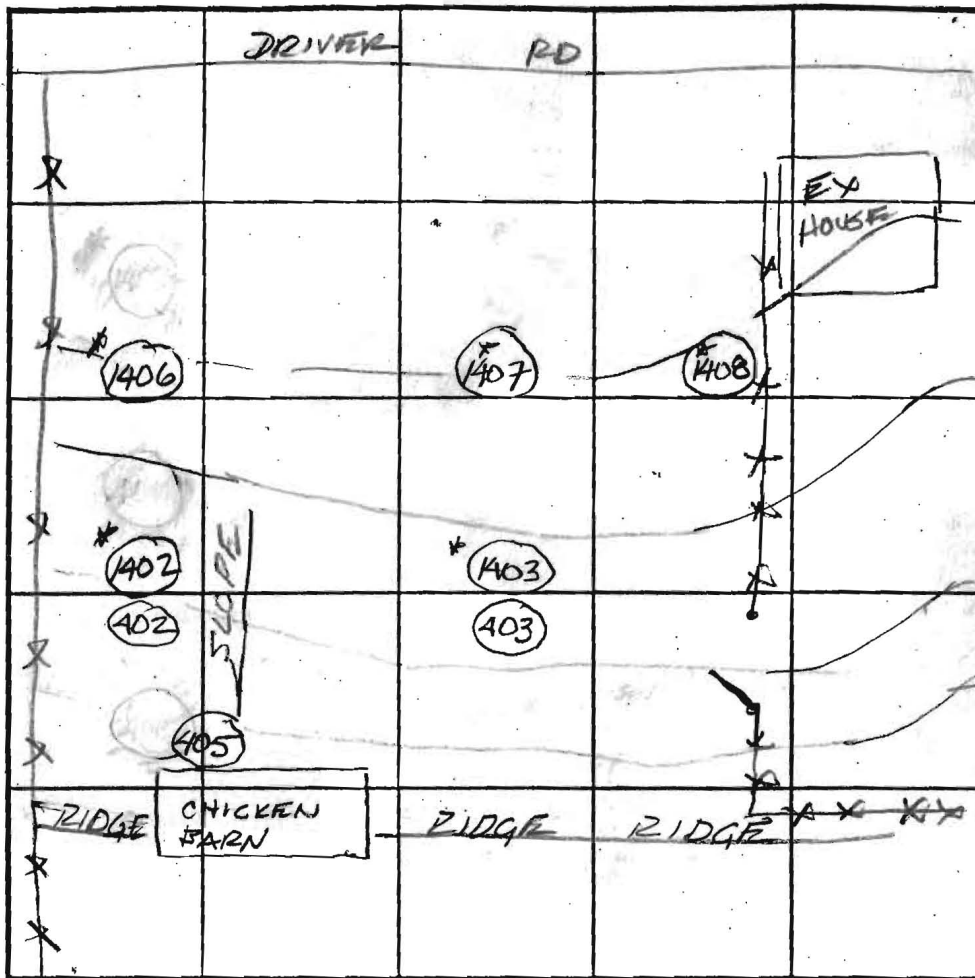 DRIVER RD
EX
HOUSE
* 1406
* 1407
* 1408
SLOPE
* 1402
* 1403
402
403
405
RIDGE
CHICKEN
BARN
RIDGE
RIDGE